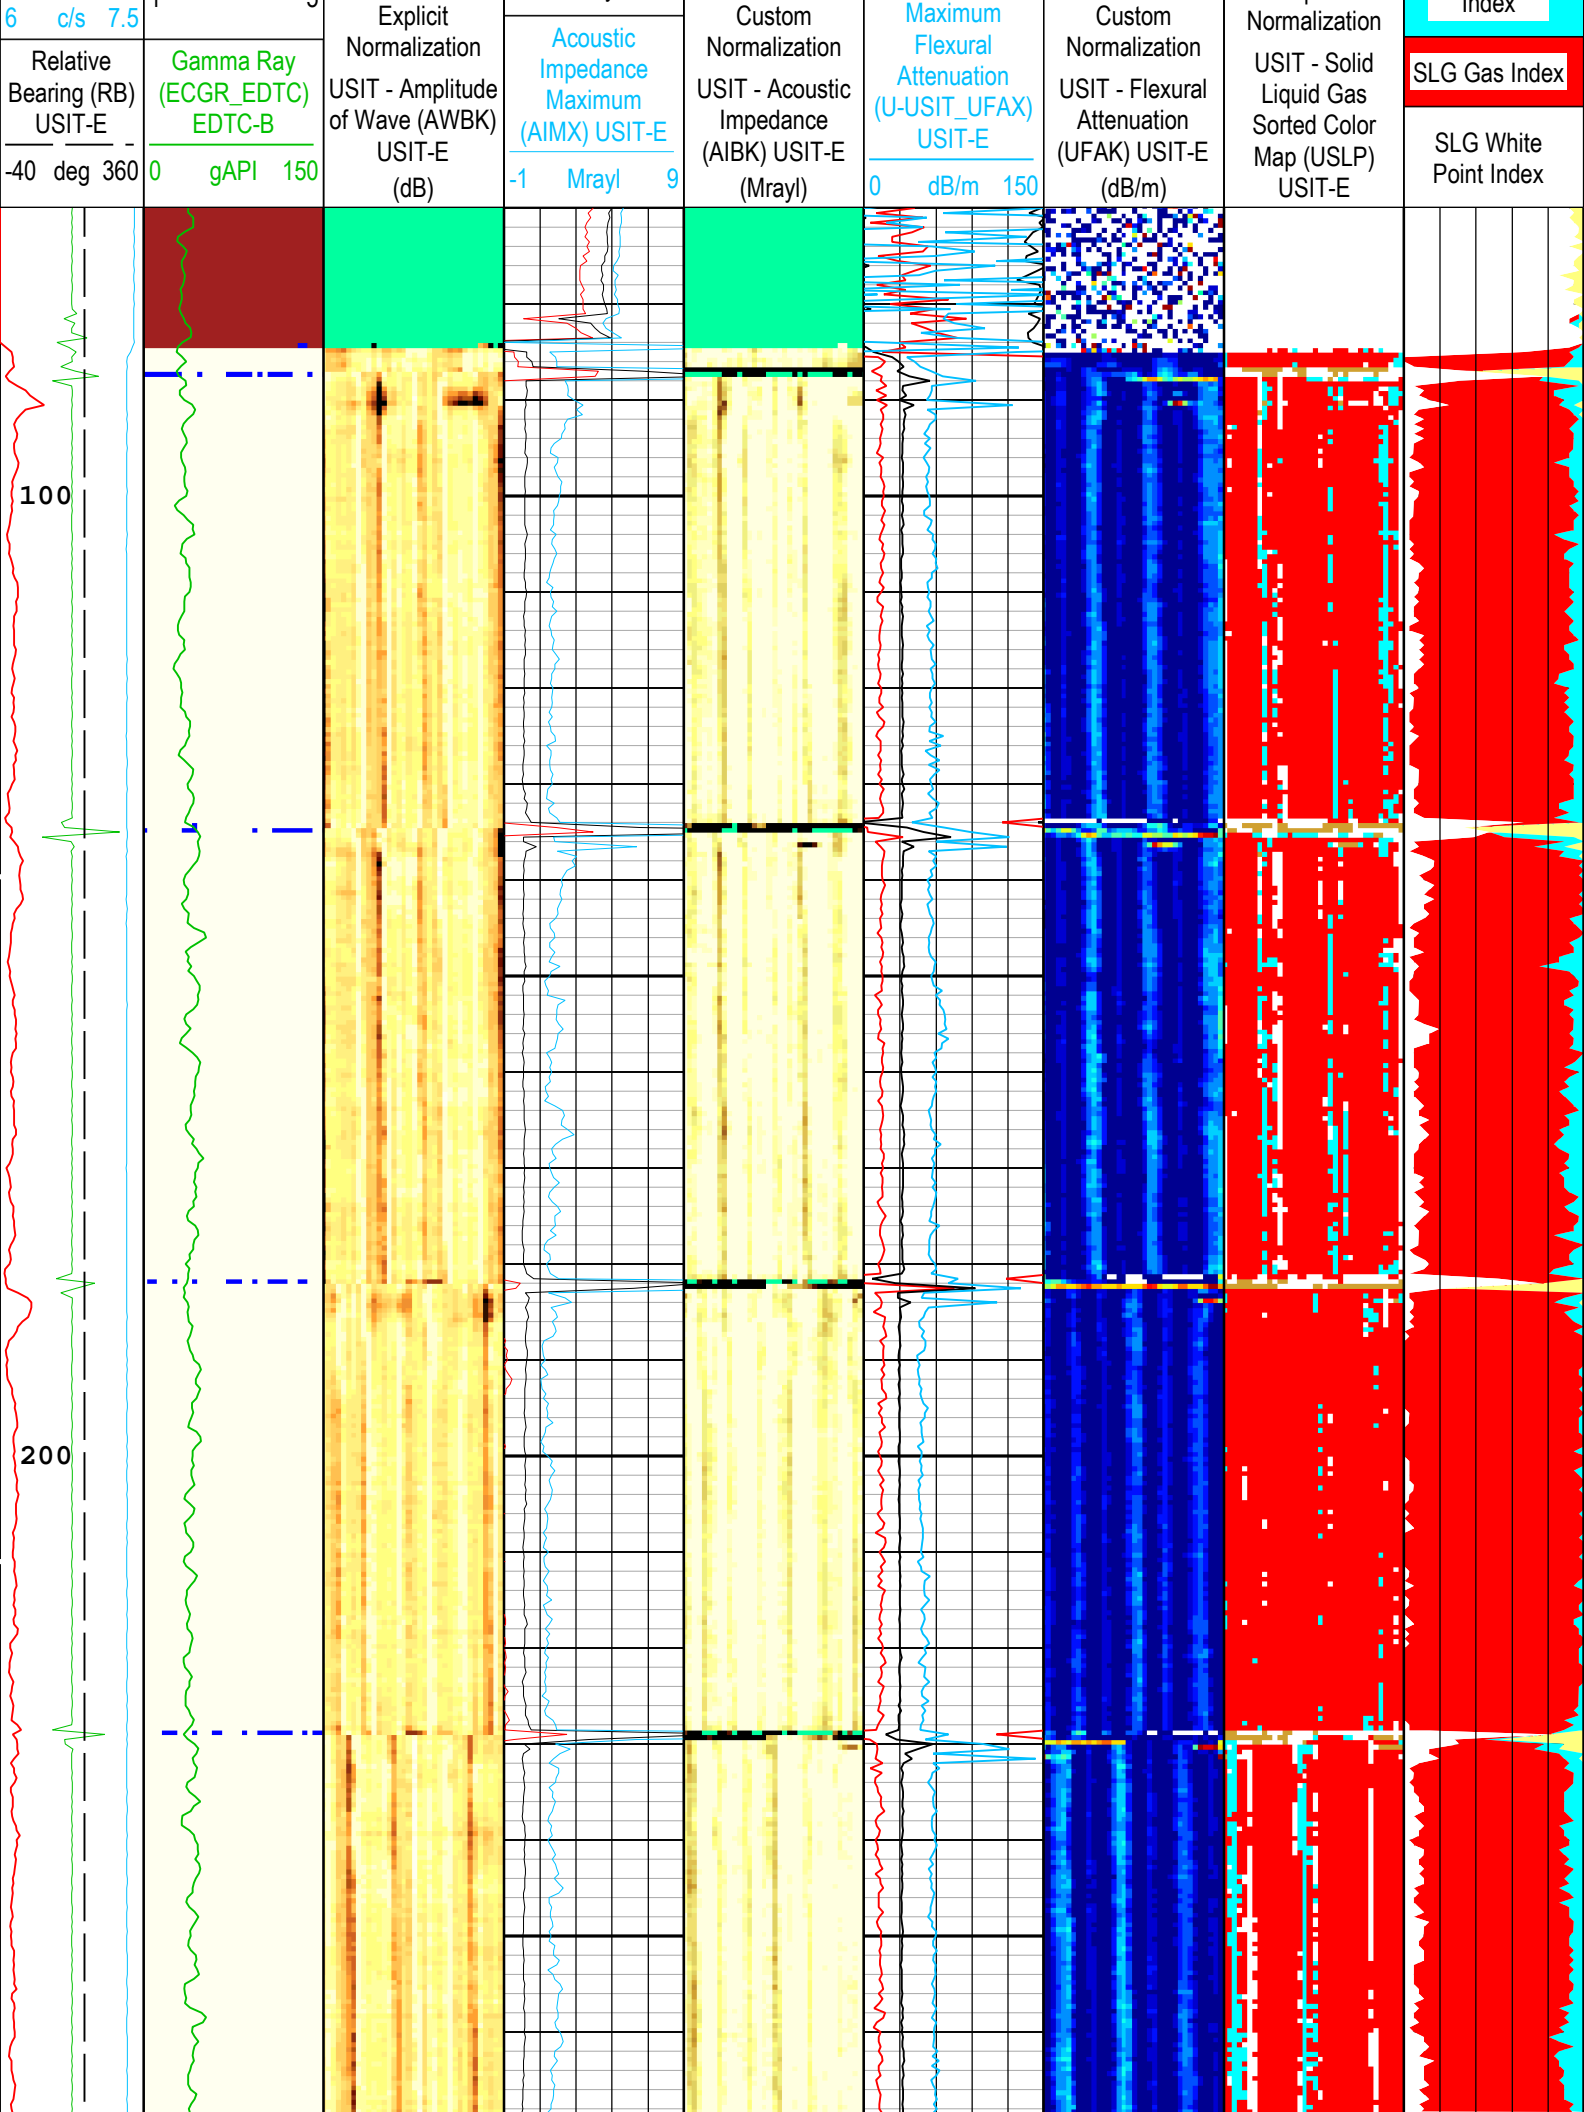 6 c/s 7.5
Relative
Bearing (RB)
USIT-E
-40 deg 360
Gamma Ray
(ECGR_EDTC)
EDTC-B
0 gAPI 150
Explicit
Normalization
USIT - Amplitude
of Wave (AWBK)
USIT-E
(dB)
Acoustic
Impedance
Maximum
(AIMX) USIT-E
-1 Mrayl 9
Custom
Normalization
USIT - Acoustic
Impedance
(AIBK) USIT-E
(Mrayl)
Maximum
Flexural
Attenuation
(U-USIT_UFAX)
USIT-E
0 dB/m 150
Custom
Normalization
USIT - Flexural
Attenuation
(UFAK) USIT-E
(dB/m)
Normalization
USIT - Solid
Liquid Gas
Sorted Color
Map (USLP)
USIT-E
Index
SLG Gas Index
SLG White
Point Index
100
200